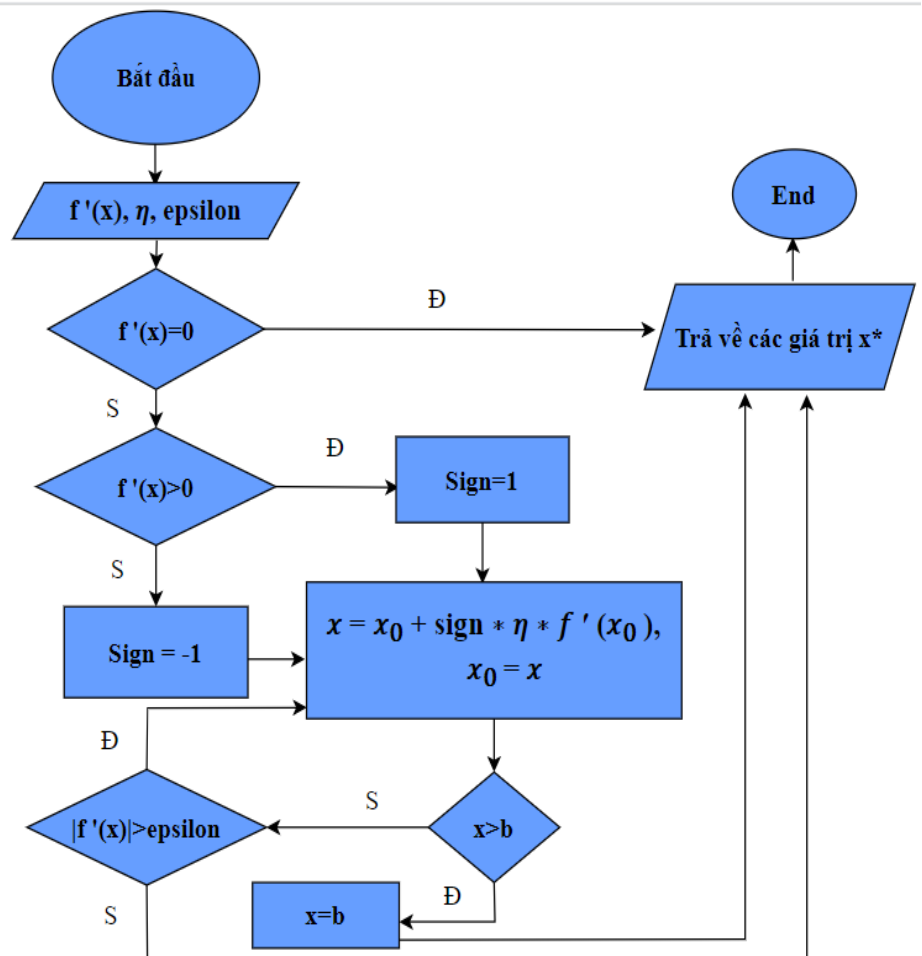 Bắt đầu
f '(x), η, epsilon
End
f '(x)=0
Đ
Trả về các giá trị x*
S
f '(x)>0
Đ
Sign=1
S
Sign = -1
x = x₀ + sign * η * f ′ (x₀ ),
x₀ = x
Đ
|f '(x)|>epsilon
S
x>b
S
x=b
Đ